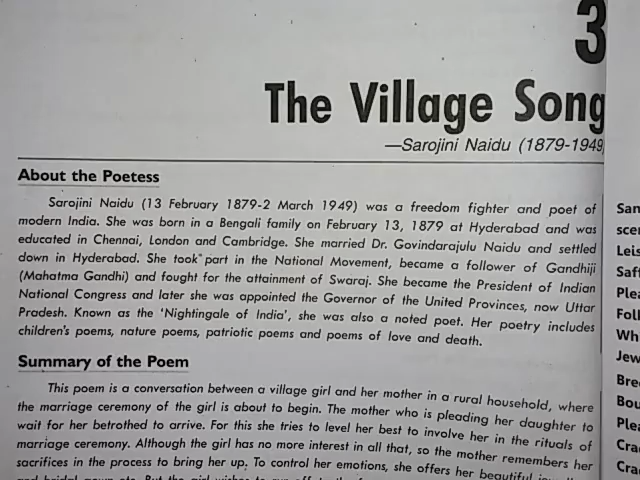 3
The Village Song
—Sarojini Naidu (1879-1949
About the Poetess
Sarojini Naidu (13 February 1879-2 March 1949) was a freedom fighter and poet of
modern India. She was born in a Bengali family on February 13, 1879 at Hyderabad and was
educated in Chennai, London and Cambridge. She married Dr. Govindarajulu Naidu and settled
down in Hyderabad. She took part in the National Movement, became a follower of Gandhiji
(Mahatma Gandhi) and fought for the attainment of Swaraj. She became the President of Indian
National Congress and later she was appointed the Governor of the United Provinces, now Uttar
Pradesh. Known as the 'Nightingale of India', she was also a noted poet. Her poetry includes
children's poems, nature poems, patriotic poems and poems of love and death.
Summary of the Poem
This poem is a conversation between a village girl and her mother in a rural household, where
the marriage ceremony of the girl is about to begin. The mother who is pleading her daughter to
wait for her betrothed to arrive. For this she tries to level her best to involve her in the rituals of
marriage ceremony. Although the girl has no more interest in all that, so the mother remembers her
sacrifices in the process to bring her up. To control her emotions, she offers her beautiful
San
scen
Leis
Saff
Plea
Foll
Wh
Jew
Bree
Bou
Plea
Crac
Crac